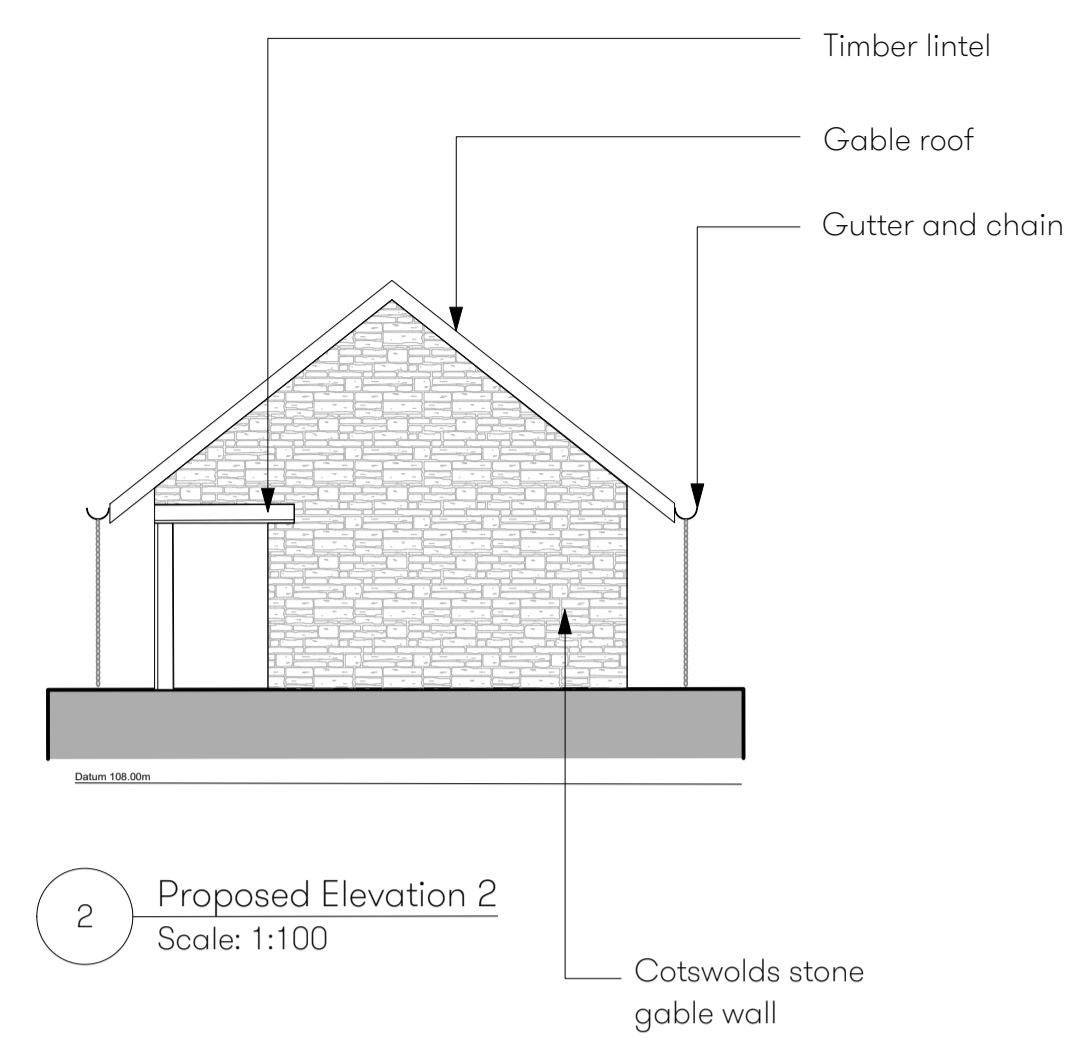 Timber lintel
Gable roof
Gutter and chain
Datum 108.00m
2
Proposed Elevation 2
Scale: 1:100
Cotswolds stone
gable wall